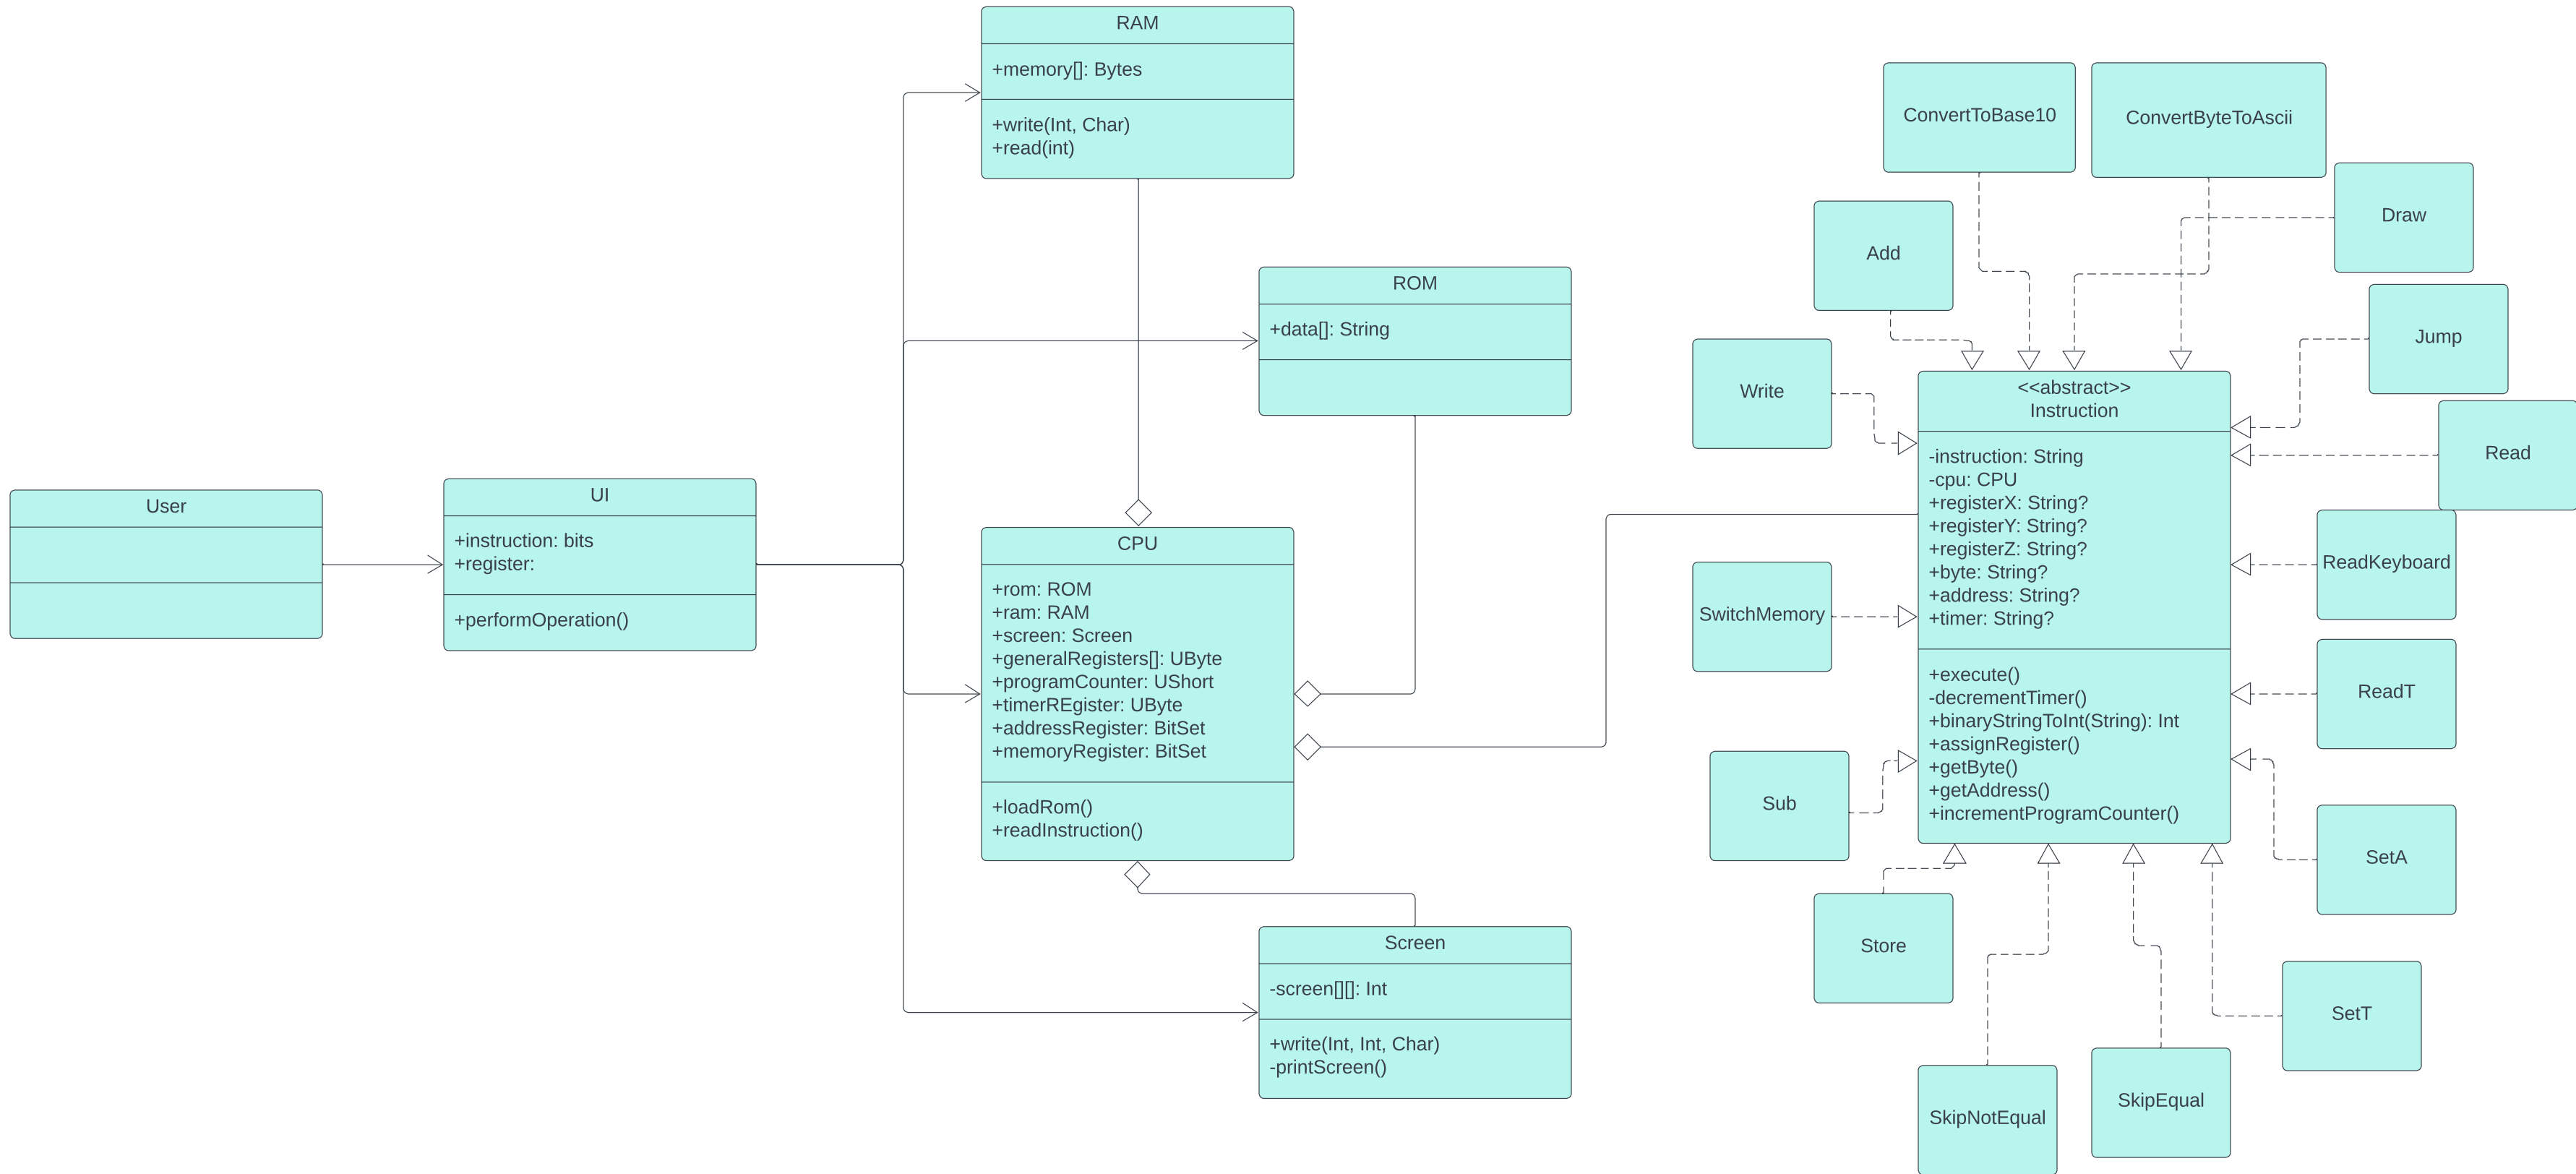 RAM
+memory[]: Bytes
+write(Int, Char)
+read(int)
ROM
+data[]: String
User
UI
+instruction: bits
+register:
+performOperation()
CPU
+rom: ROM
+ram: RAM
+screen: Screen
+generalRegisters[]: UByte
+programCounter: UShort
+timerREgister: UByte
+addressRegister: BitSet
+memoryRegister: BitSet
+loadRom()
+readInstruction()
Screen
-screen[][]: Int
+write(Int, Int, Char)
-printScreen()
ConvertToBase10
ConvertByteToAscii
Draw
Add
Jump
Write
Read
<<abstract>>
Instruction
-instruction: String
-cpu: CPU
+registerX: String?
+registerY: String?
+registerZ: String?
+byte: String?
+address: String?
+timer: String?
+execute()
-decrementTimer()
+binaryStringToInt(String): Int
+assignRegister()
+getByte()
+getAddress()
+incrementProgramCounter()
ReadKeyboard
SwitchMemory
ReadT
Sub
SetA
Store
SetT
SkipNotEqual
SkipEqual